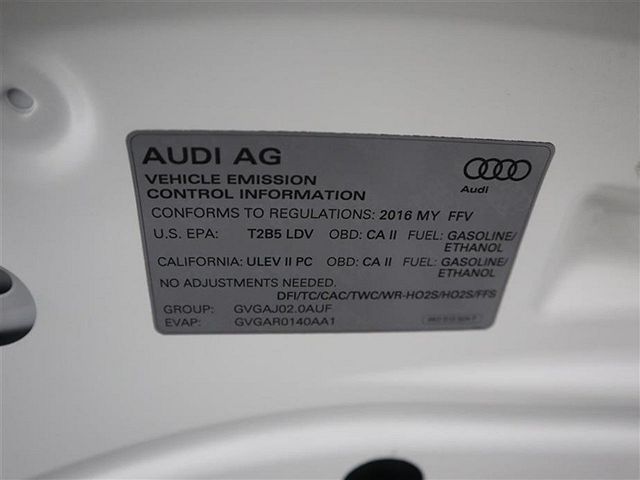 AUDI AG
VEHICLE EMISSION
CONTROL INFORMATION
Audi
CONFORMS TO REGULATIONS: 2016 MY FFV
U.S. EPA: T2B5 LDV OBD: CA II FUEL: GASOLINE/
ETHANOL
CALIFORNIA: ULEV II PC OBD: CA II FUEL: GASOLINE/
ETHANOL
NO ADJUSTMENTS NEEDED.
DFI/TC/CAC/TWC/WR-HO2S/HO2S/FFS
GROUP: GVGAJ02.0AUF
EVAP: GVGAR0140AA1